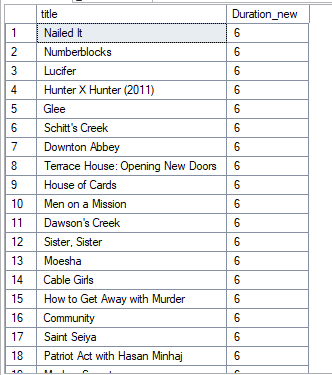 title Duration_new
1 Nailed It 6
2 Numberblocks 6
3 Lucifer 6
4 Hunter X Hunter (2011) 6
5 Glee 6
6 Schitt's Creek 6
7 Downton Abbey 6
8 Terrace House: Opening New Doors 6
9 House of Cards 6
10 Men on a Mission 6
11 Dawson's Creek 6
12 Sister, Sister 6
13 Moesha 6
14 Cable Girls 6
15 How to Get Away with Murder 6
16 Community 6
17 Saint Seiya 6
18 Patriot Act with Hasan Minhaj 6